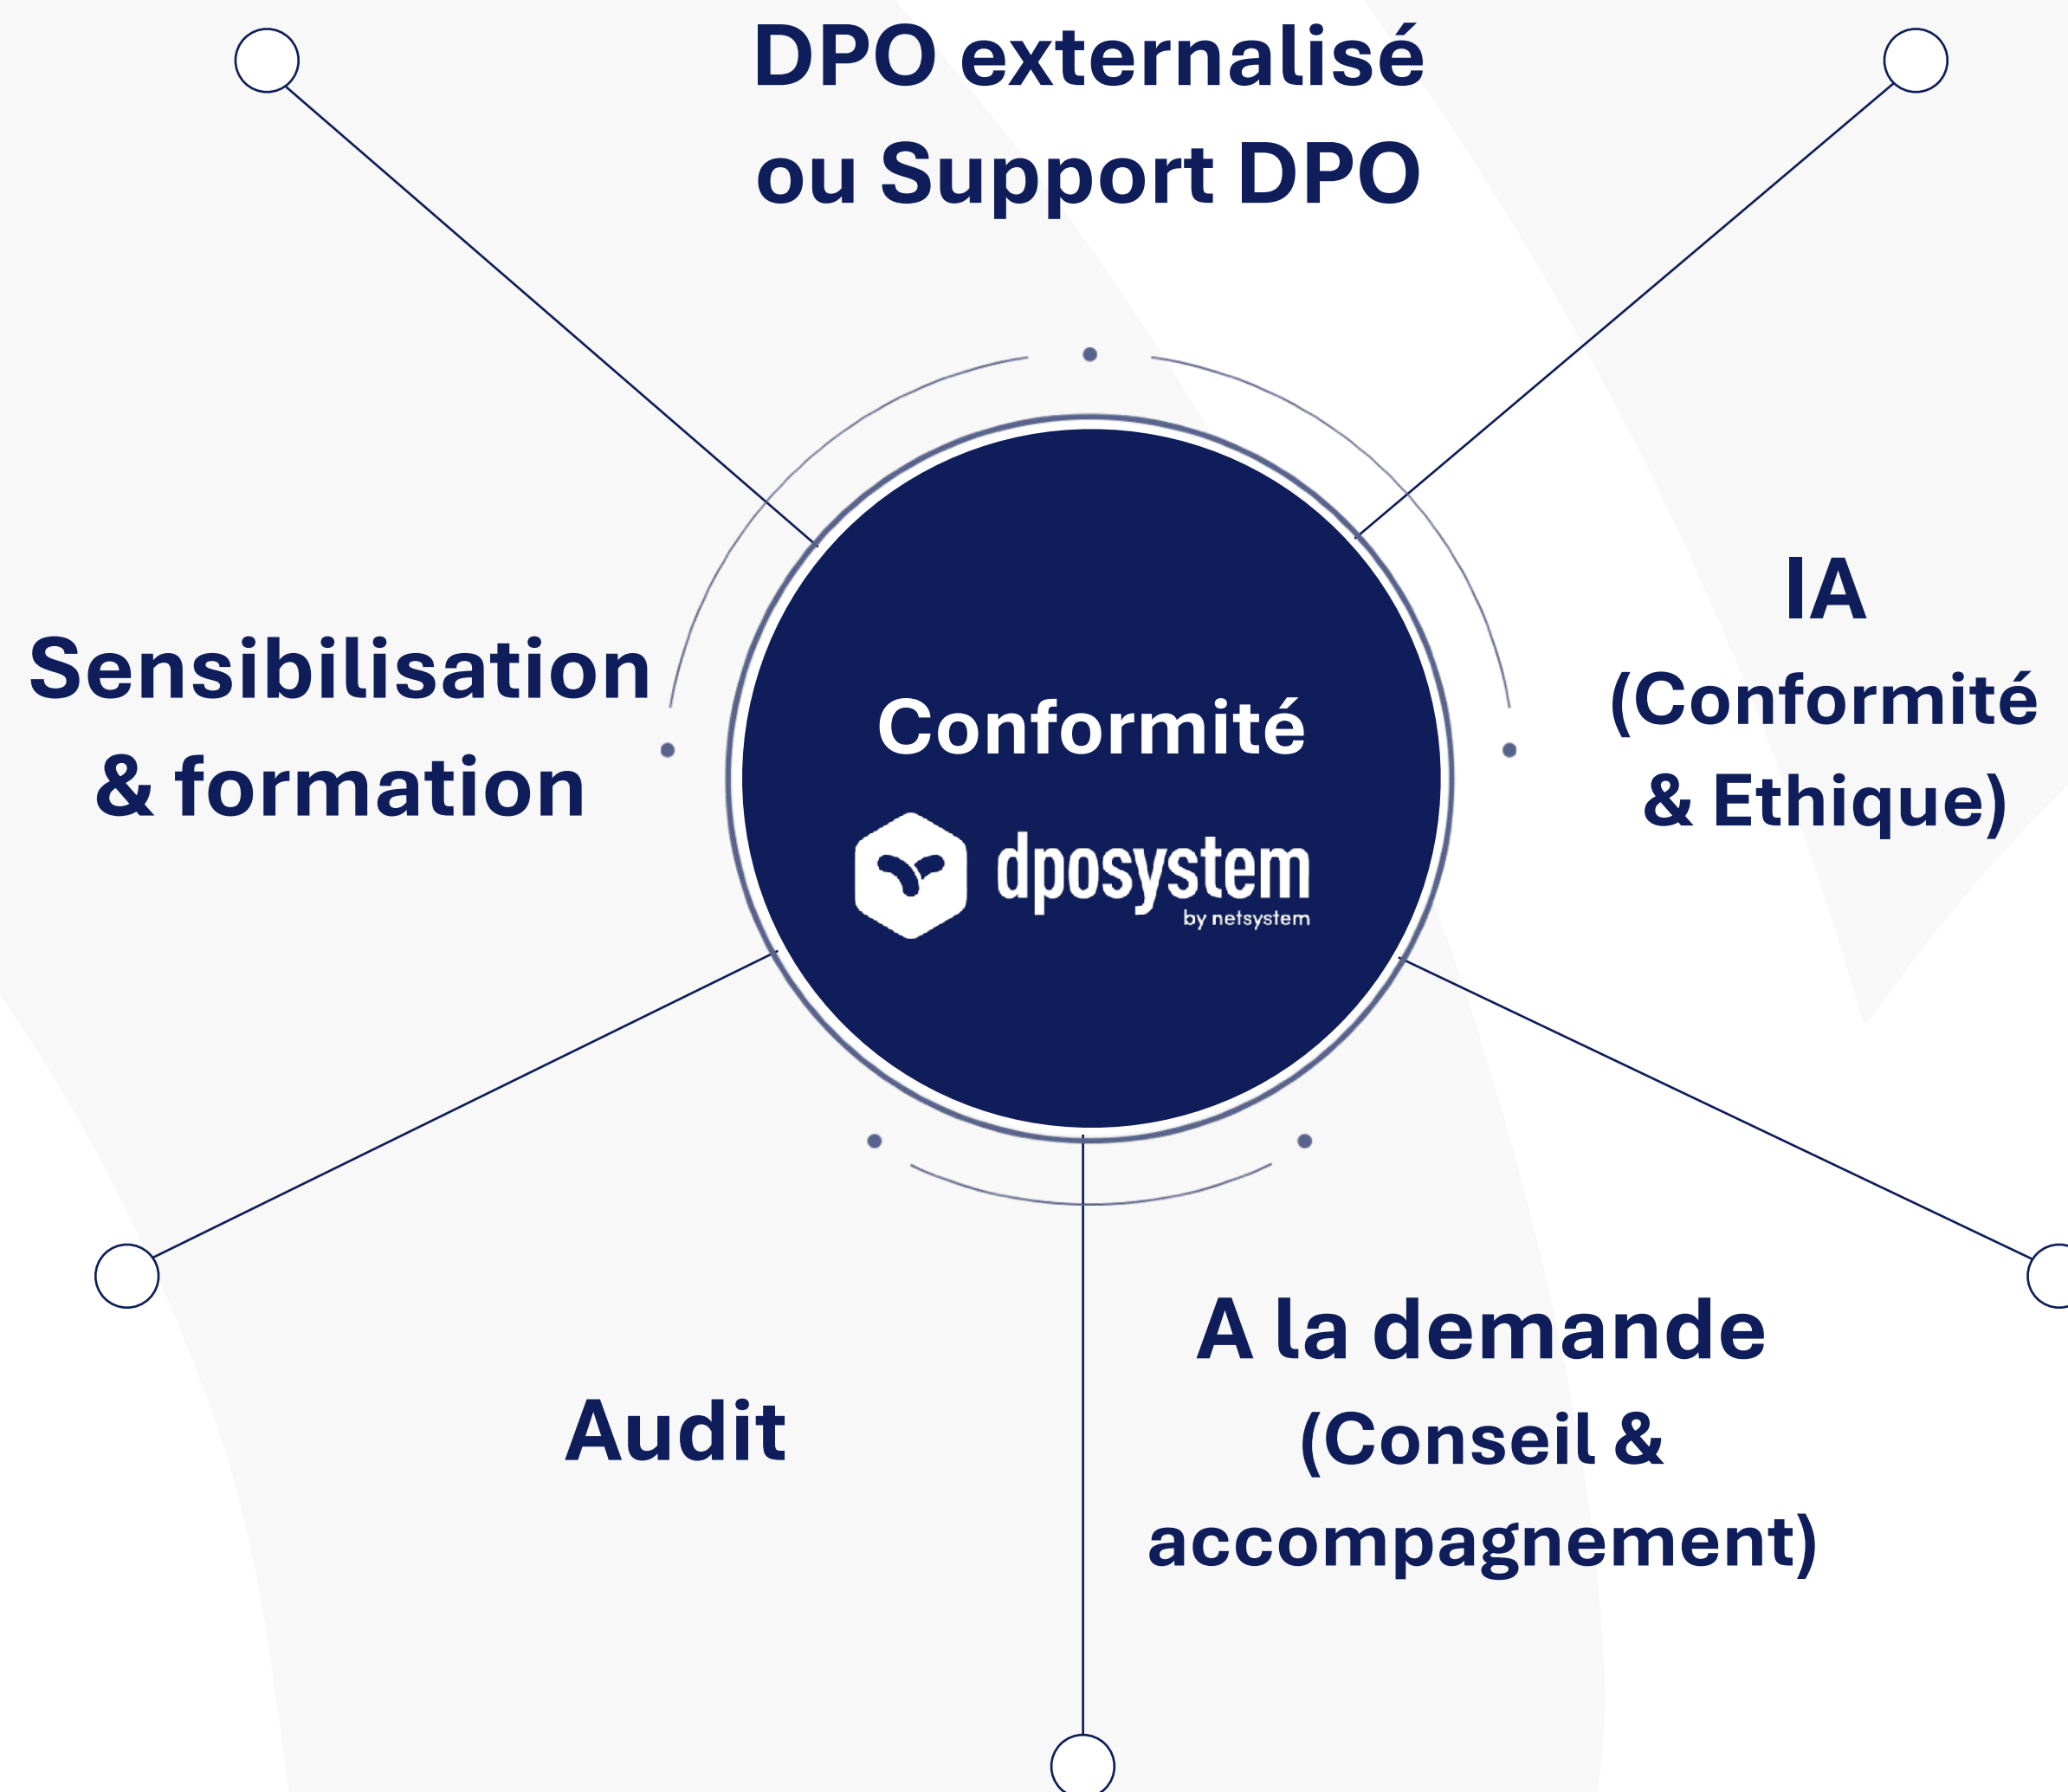 DPO externalisé
ou Support DPO
Sensibilisation
& formation
Conformité
dposystem
by netsystem
IA
(Conformité
& Ethique)
Audit
A la demande
(Conseil &
accompagnement)